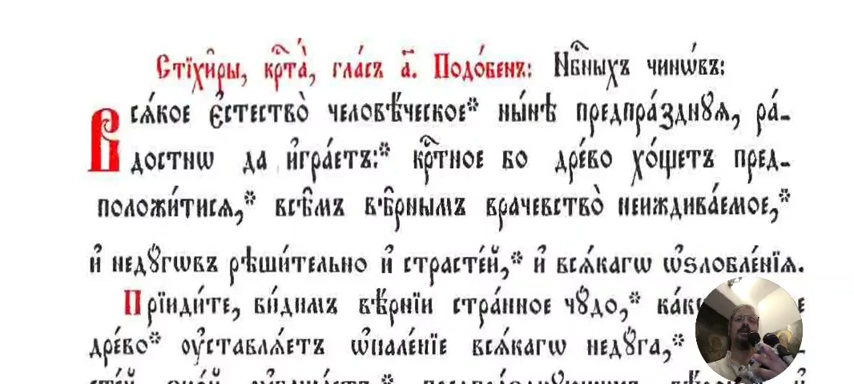 Стїхи̑ры, крⷭ҇та̀, гла́съ а҃. Подо́бенъ: Нбⷭ҇ныхъ чинѡ́въ:
Всѧ́кое є҆стество̀ человѣ́ческое* ны́нѣ предпра́зднꙋѧ, ра́-
достнѡ да и҆гра́етъ:* крⷭ҇тное бо дре́во хо́щетъ пред-
положи́тисѧ,* всѣ̑мъ вѣ̑рнымъ врачевство̀ неиждива́емое,*
и҆ недꙋ́гѡвъ рѣши́тельно и҆ страсте́й,* и҆ всѧ́кагѡ ѡ҆ѕлобле́нїѧ.
Прїиди́те, ви́димъ вѣ́рнїи стра́нное чꙋ́до,*
дре́во* ᲂу҆ставлѧ́етъ ѡ҆пале́нїе всѧ́кагѡ недꙋ́га,*